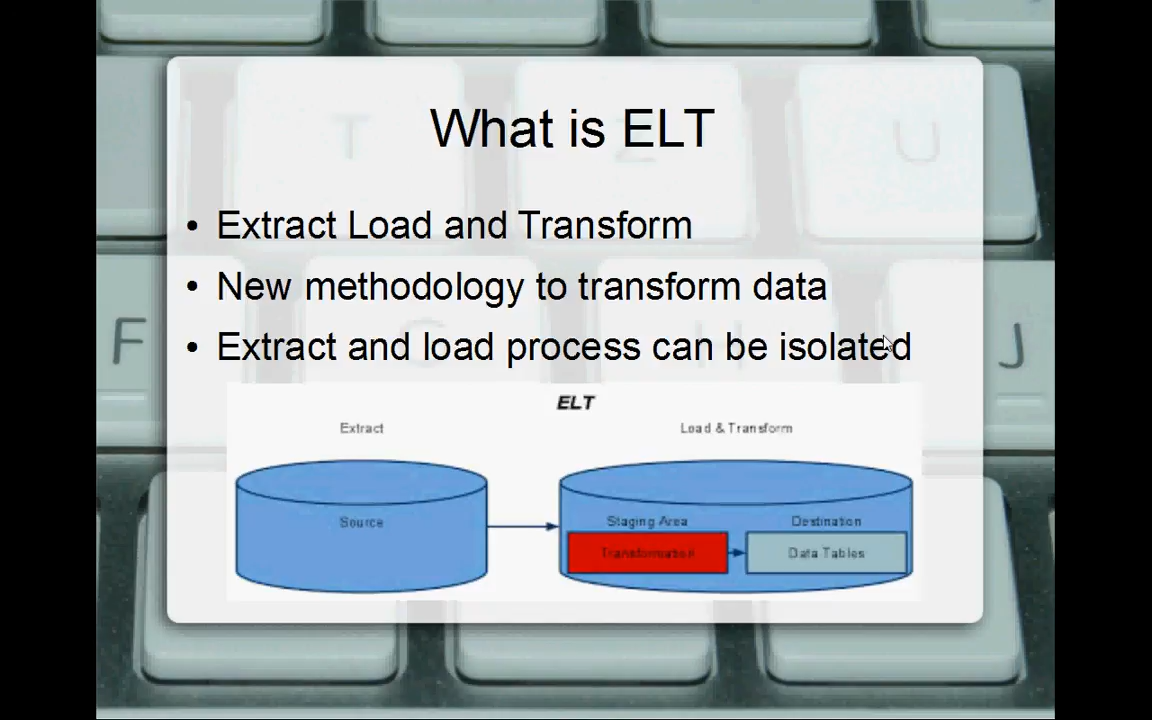 What is ELT
• Extract Load and Transform
• New methodology to transform data
• Extract and load process can be isolated
ELT
Extract
Load & Transform
Source
Staging Area
Destination
Transformation
Data Tables
T
Z
U
F
G
H
J